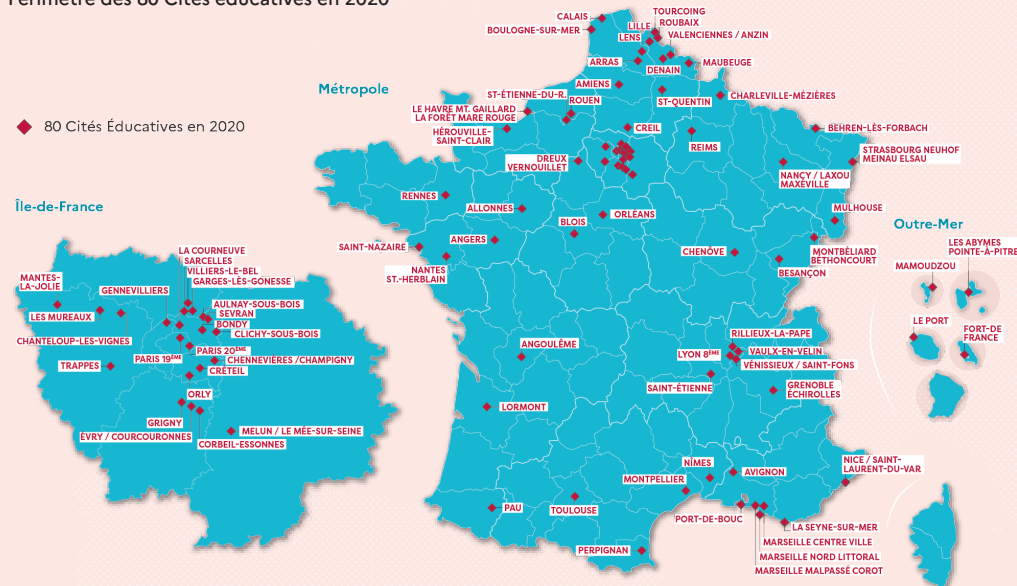 Périmètre des 80 Cités éducatives en 2020
Métropole
80 Cités Éducatives en 2020
CALAIS
BOULOGNE-SUR-MER
TOURCOING
ROUBAIX
LILLE
VALENCIENNES / ANZIN
LENS
ARRAS
DENAIN
MAUBEUGE
AMIENS
ST-QUENTIN
CHARLEVILLE-MÉZIÈRES
ST-ÉTIENNE-DU-R.
ROUEN
LE HAVRE MT. GAILLARD
LA FORÊT MARE ROUGE
HÉROUVILLE-
SAINT-CLAIR
CREIL
REIMS
BEHREN-LÈS-FORBACH
STRASBOURG NEUHOF
MEINAU ELSAU
DREUX
VERNOUILLET
NANCY / LAXOU
MAXÉVILLE
RENNES
ALLONNES
BLOIS
ORLÉANS
MULHOUSE
SAINT-NAZAIRE
ANGERS
NANTES
ST.-HERBLAIN
CHENÔVE
MONTBÉLIARD
BÉTHONCOURT
BESANÇON
ANGOULÊME
RILLIEUX-LA-PAPE
LYON 8ÈME
VAULX-EN-VELIN
VÉNISSIEUX / SAINT-FONS
SAINT-ÉTIENNE
GRENOBLE
ÉCHIROLLES
LORMONT
NÎMES
AVIGNON
MONTPELLIER
NICE / SAINT-
LAURENT-DU-VAR
PAU
TOULOUSE
PORT-DE-BOUC
LA SEYNE-SUR-MER
MARSEILLE CENTRE VILLE
MARSEILLE NORD LITTORAL
MARSEILLE MALPASSÉ COROT
PERPIGNAN
Île-de-France
LA COURNEUVE
SARCELLES
VILLIERS-LE-BEL
GARGES-LÈS-GONESSE
MANTES-
LA-JOLIE
GENNEVILLIERS
LES MUREAUX
AULNAY-SOUS-BOIS
SEVRAN
BONDY
CLICHY-SOUS-BOIS
CHANTELOUP-LES-VIGNES
PARIS 19ÈME
PARIS 20ÈME
CHENNEVIÈRES /CHAMPIGNY
TRAPPES
CRÉTEIL
ORLY
GRIGNY
ÉVRY / COURCOURONNES
CORBEIL-ESSONNES
MELUN / LE MÉE-SUR-SEINE
Outre-Mer
LES ABYMES
POINTE-À-PITRE
MAMOUDZOU
LE PORT
FORT-DE
FRANCE